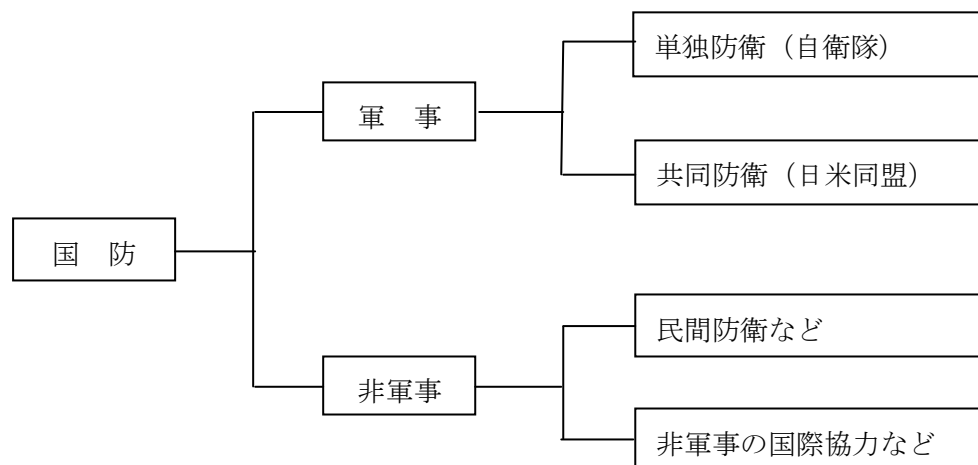 単独防衛（自衛隊）
軍　事
共同防衛（日米同盟）
国　防
民間防衛など
非軍事
非軍事の国際協力など